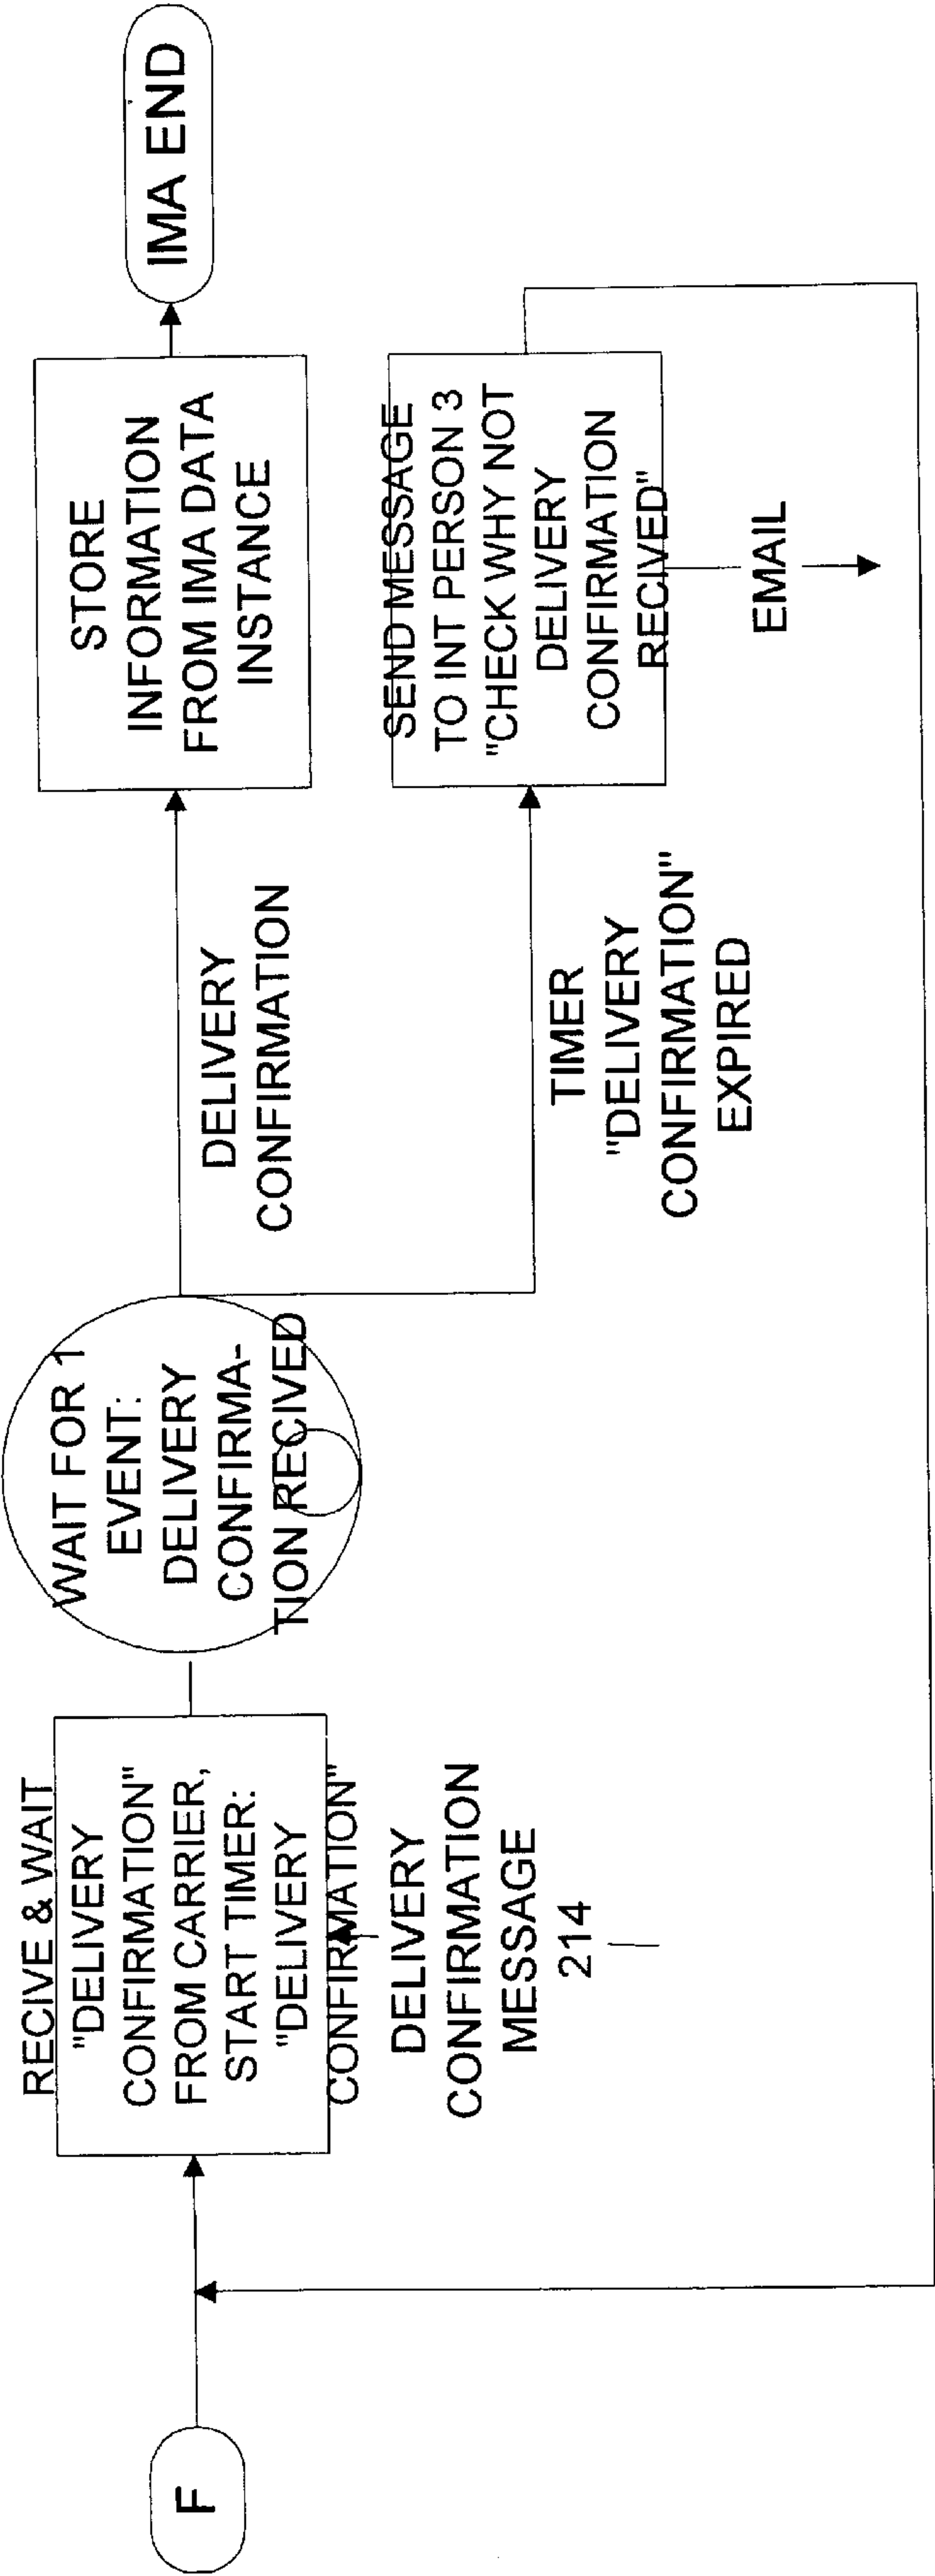 F
RECIVE & WAIT
"DELIVERY
CONFIRMATION"
FROM CARRIER,
START TIMER:
"DELIVERY
CONFIRMATION"
DELIVERY
CONFIRMATION
MESSAGE
214
WAIT FOR 1
EVENT:
DELIVERY
CONFIRMA-
TION RECIVED
DELIVERY
CONFIRMATION
TIMER
"DELIVERY
CONFIRMATION"
EXPIRED
STORE
INFORMATION
FROM IMA DATA
INSTANCE
SEND MESSAGE
TO INT PERSON 3
"CHECK WHY NOT
DELIVERY
CONFIRMATION
RECIVED"
EMAIL
IMA END